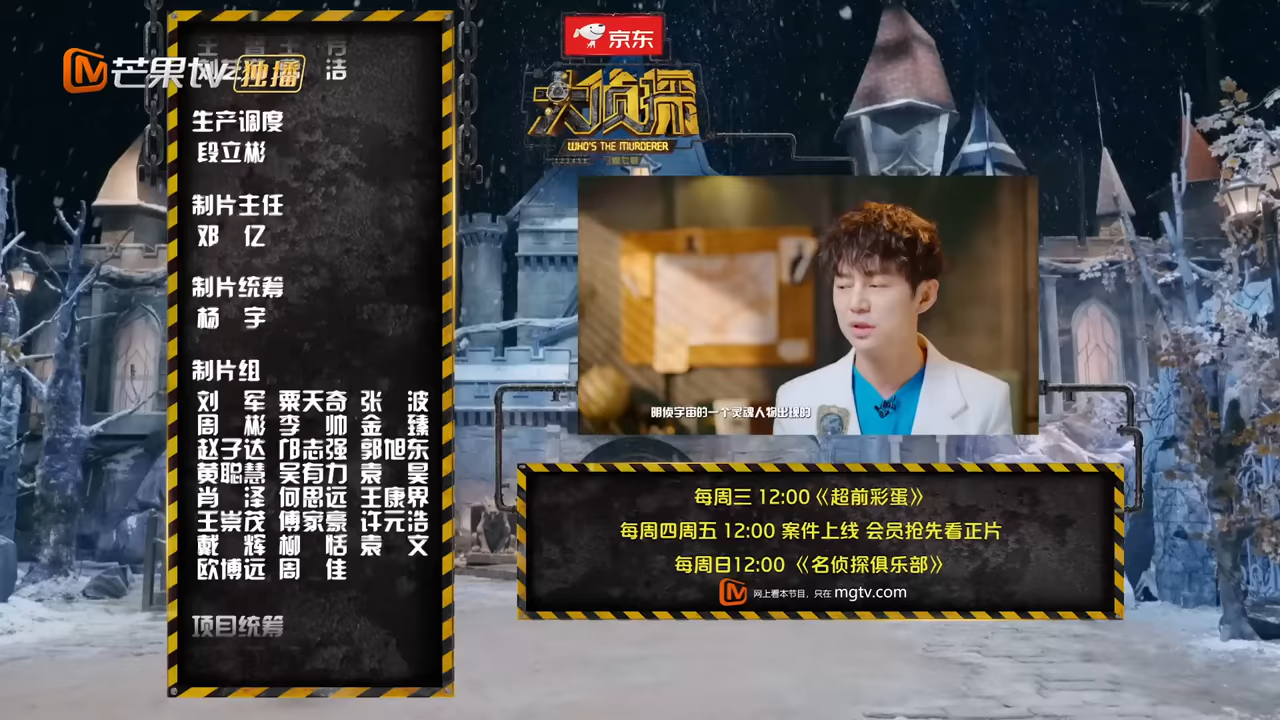 芒果tv 独播
洁
生产调度
段立彬
制片主任
邓 亿
制片统筹
杨 宇
制片组
刘 军 粟天奇 张 波
周 彬 李 帅 金 臻
赵子达 邝志强 郭旭东
黄聪慧 吴有力 袁 昊
肖 泽 何思远 王康界
王崇茂 傅家豪 许元浩
戴 辉 柳 恬 袁 文
欧博远 周 佳
项目统筹
京东
大侦探
WHO'S THE MURDERER
明侦宇宙的一个灵魂人物出现的
每周三 12:00《超前彩蛋》
每周四周五 12:00 案件上线 会员抢先看正片
每周日12:00 《名侦探俱乐部》
网上看本节目，只在 mgtv.com